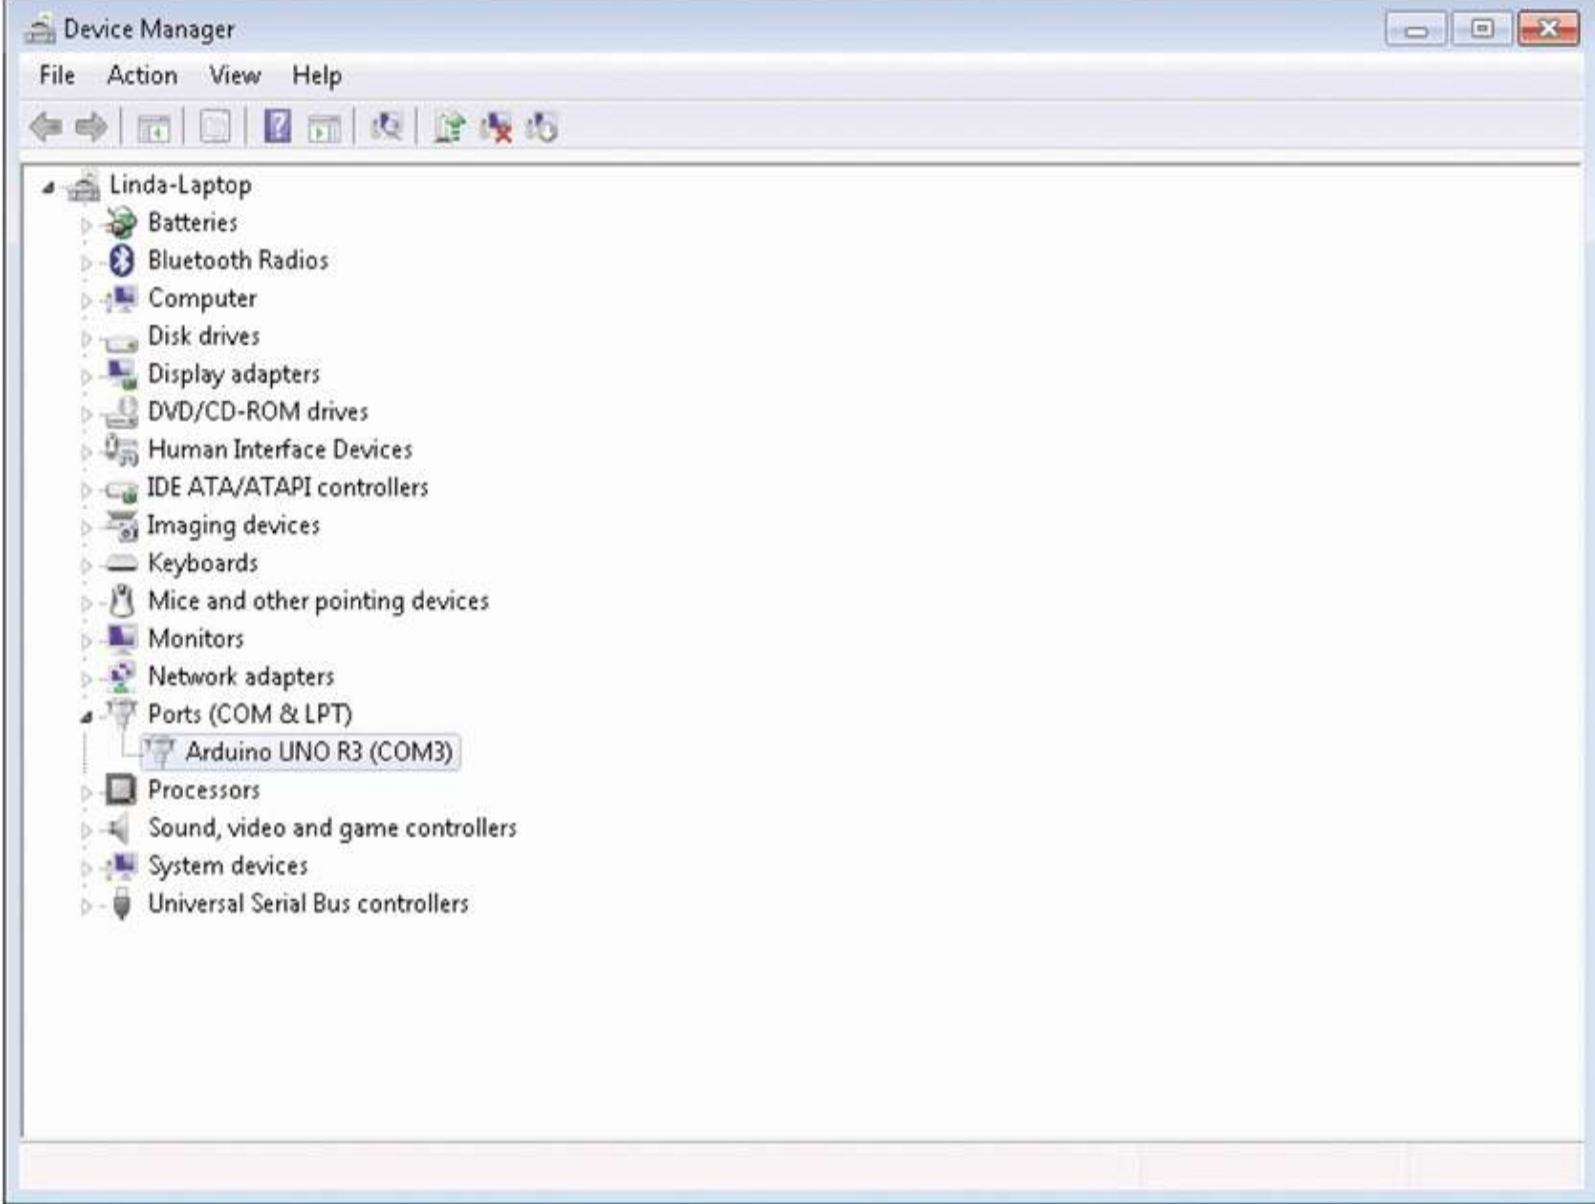 Device Manager
File Action View Help
?
Linda-Laptop
Batteries
Bluetooth Radios
Computer
Disk drives
Display adapters
DVD/CD-ROM drives
Human Interface Devices
IDE ATA/ATAPI controllers
Imaging devices
Keyboards
Mice and other pointing devices
Monitors
Network adapters
Ports (COM & LPT)
Arduino UNO R3 (COM3)
Processors
Sound, video and game controllers
System devices
Universal Serial Bus controllers